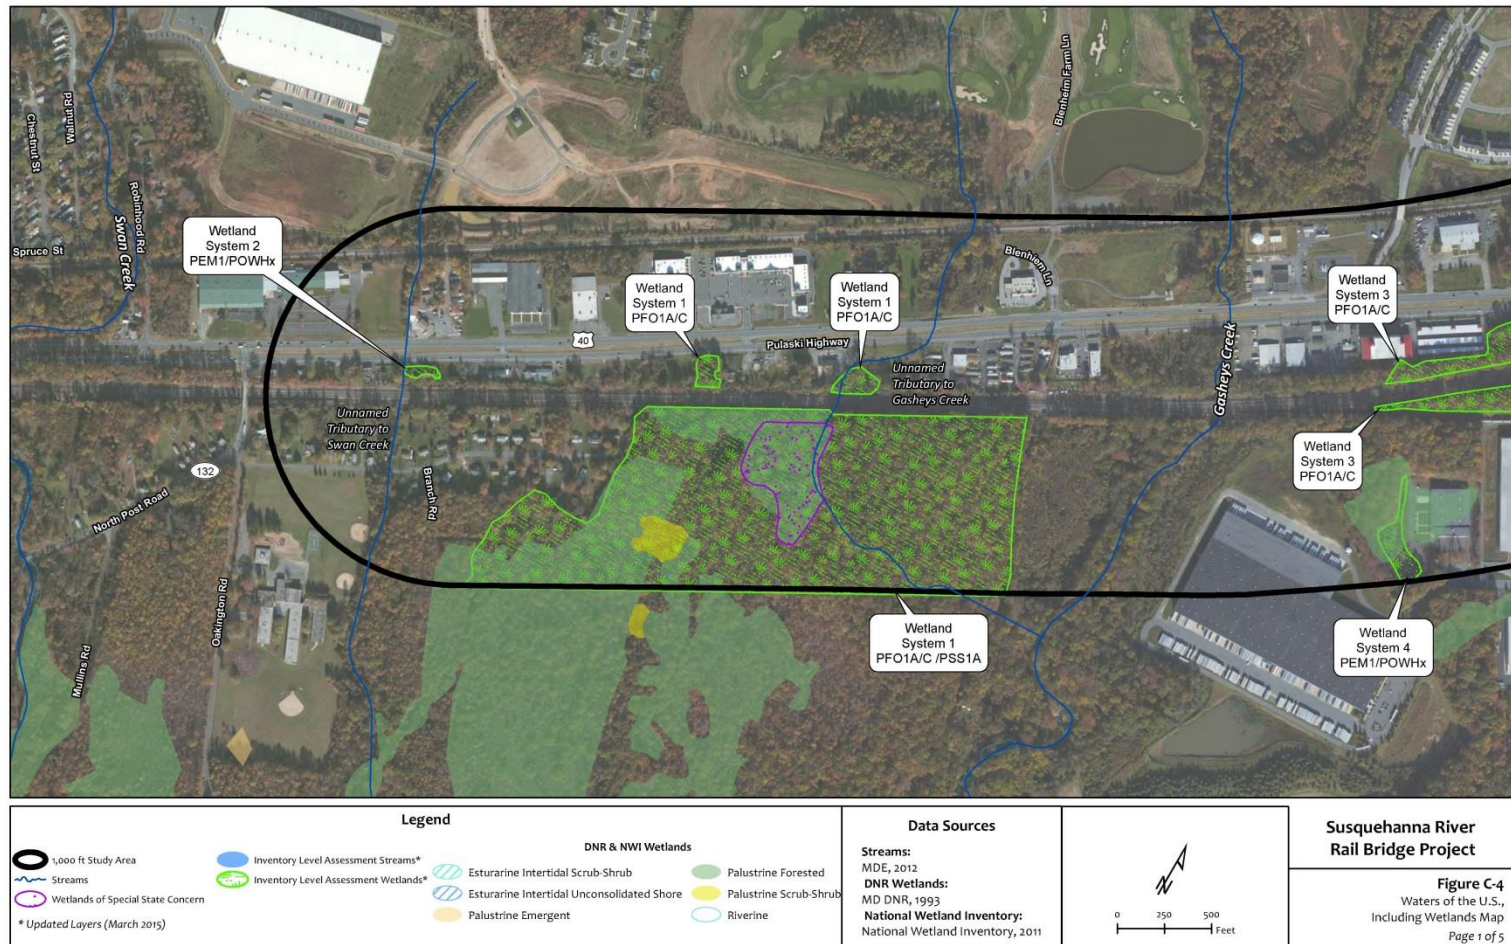 Chestnut St
Walnut Rd
Robinhood Rd
Swan Creek
Spruce St
Wetland
System 2
PEM1/POWHx
Wetland
System 1
PFO1A/C
Wetland
System 1
PFO1A/C
Blenheim Farm Ln
Blenhiem Ln
Wetland
System 3
PFO1A/C
40
Pulaski Highway
Unnamed
Tributary to
Gasheys Creek
Gasheys Creek
Unnamed
Tributary to
Swan Creek
Wetland
System 3
PFO1A/C
132
North Post Road
Branch Rd
Oakington Rd
Mullins Rd
Wetland
System 1
PFO1A/C /PSS1A
Wetland
System 4
PEM1/POWHx
Legend
1,000 ft Study Area
Streams
Wetlands of Special State Concern
* Updated Layers (March 2015)
Inventory Level Assessment Streams*
Inventory Level Assessment Wetlands*
DNR & NWI Wetlands
Esturarine Intertidal Scrub-Shrub
Esturarine Intertidal Unconsolidated Shore
Palustrine Emergent
Palustrine Forested
Palustrine Scrub-Shrub
Riverine
Data Sources
Streams:
MDE, 2012
DNR Wetlands:
MD DNR, 1993
National Wetland Inventory:
National Wetland Inventory, 2011
N
0 250 500
Feet
Susquehanna River
Rail Bridge Project
Figure C-4
Waters of the U.S.,
Including Wetlands Map
Page 1 of 5